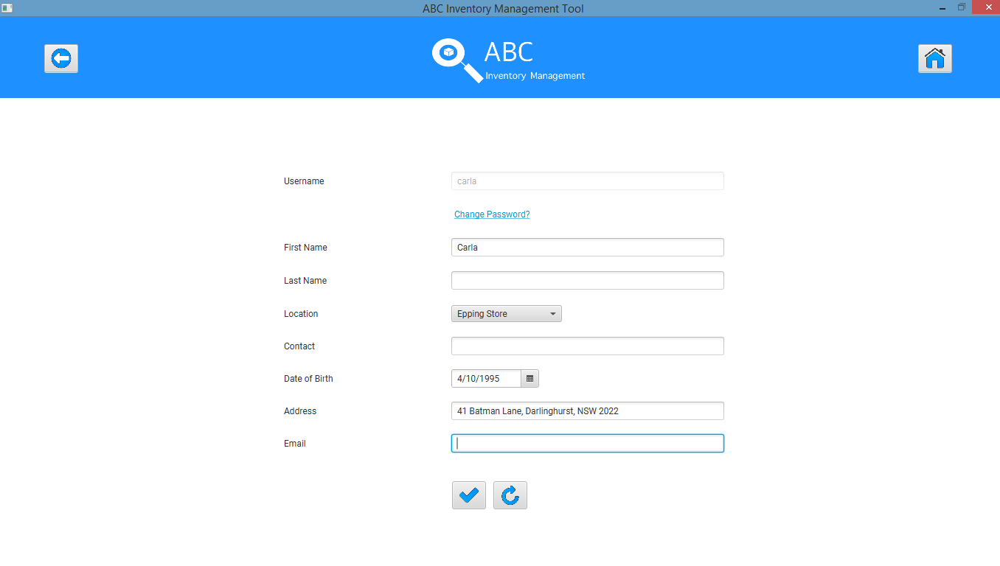 ABC Inventory Management Tool
ABC
Inventory Management
Username carla
Change Password?
First Name Carla
Last Name
Location Epping Store
Contact
Date of Birth 4/10/1995
Address 41 Batman Lane, Darlinghurst, NSW 2022
Email